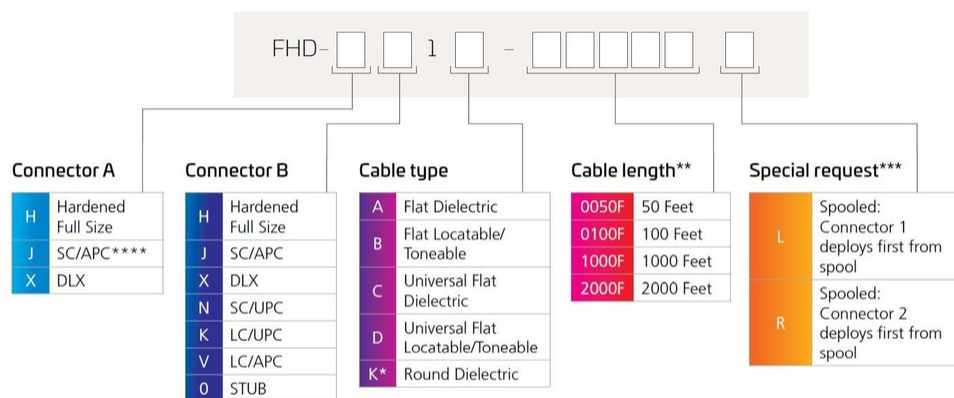 FHD- 1 -
Connector A
H Hardened
Full Size
J SC/APC****
X DLX
Connector B
H Hardened
Full Size
J SC/APC
X DLX
N SC/UPC
K LC/UPC
V LC/APC
0 STUB
Cable type
A Flat Dielectric
B Flat Locatable/
Toneable
C Universal Flat
Dielectric
D Universal Flat
Locatable/Toneable
K* Round Dielectric
Cable length**
0050F 50 Feet
0100F 100 Feet
1000F 1000 Feet
2000F 2000 Feet
Special request***
L Spooled:
Connector 1
deploys first from
spool
R Spooled:
Connector 2
deploys first from
spool